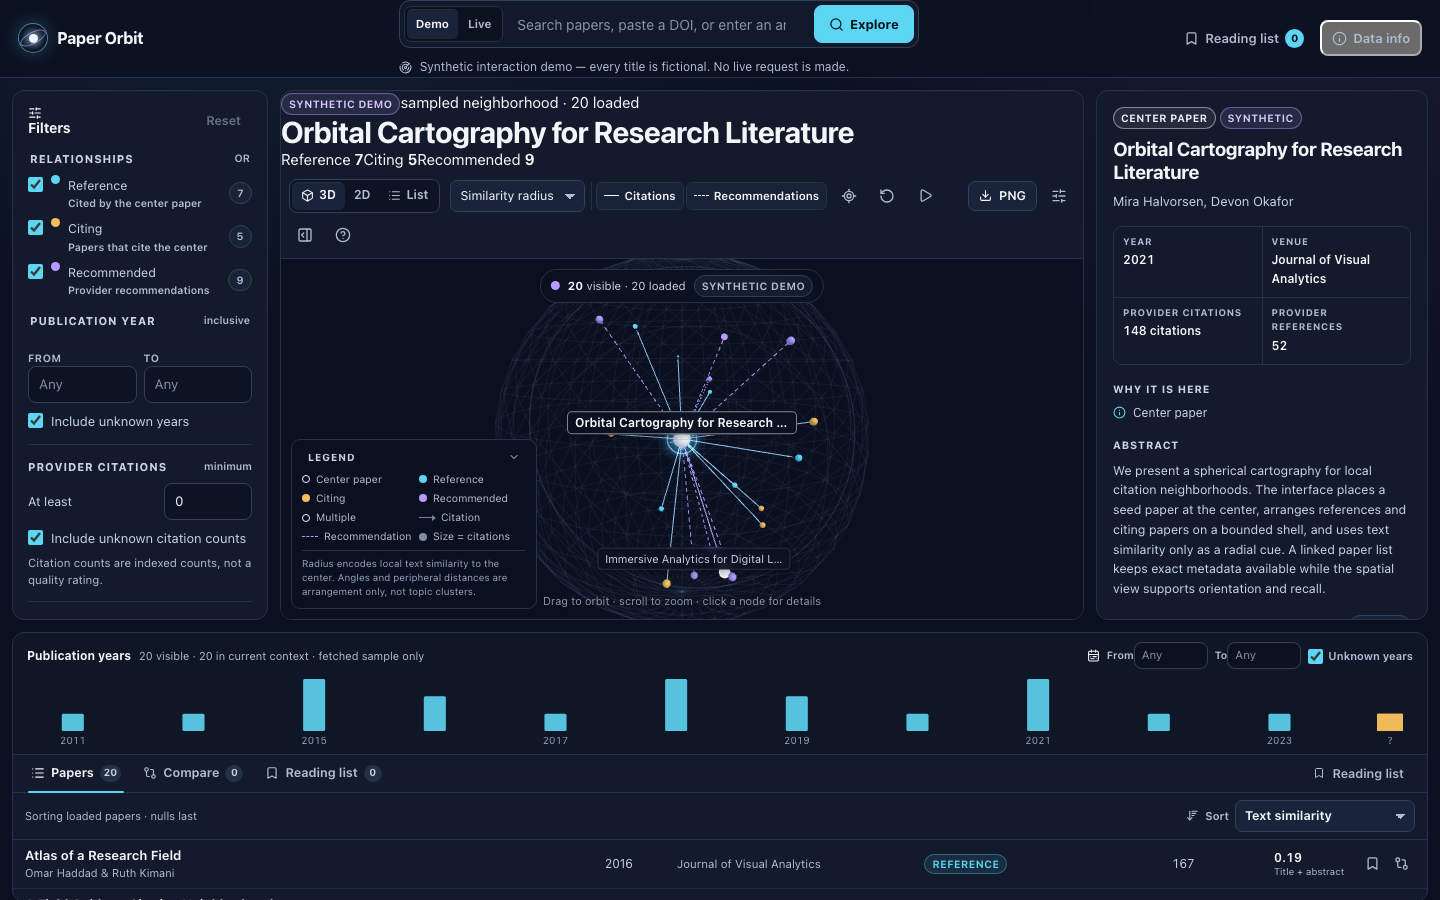 Paper Orbit
Demo
Live
Search papers, paste a DOI, or enter an ar
Explore
Synthetic interaction demo — every title is fictional. No live request is made.
Reading list 0
Data info
Filters
Reset
RELATIONSHIPS
OR
Reference
Cited by the center paper
7
Citing
Papers that cite the center
5
Recommended
Provider recommendations
9
PUBLICATION YEAR
inclusive
FROM
TO
Any
Any
Include unknown years
PROVIDER CITATIONS
minimum
At least
0
Include unknown citation counts
Citation counts are indexed counts, not a
quality rating.
SYNTHETIC DEMO sampled neighborhood · 20 loaded
Orbital Cartography for Research Literature
Reference 7Citing 5Recommended 9
3D
2D
List
Similarity radius
Citations
Recommendations
PNG
20 visible · 20 loaded SYNTHETIC DEMO
Orbital Cartography for Research ...
Immersive Analytics for Digital L...
Drag to orbit · scroll to zoom · click a node for details
LEGEND
Center paper
Reference
Citing
Recommended
Multiple
Citation
Recommendation
Size = citations
Radius encodes local text similarity to the
center. Angles and peripheral distances are
arrangement only, not topic clusters.
CENTER PAPER
SYNTHETIC
Orbital Cartography for Research
Literature
Mira Halvorsen, Devon Okafor
YEAR
2021
VENUE
Journal of Visual
Analytics
PROVIDER CITATIONS
148 citations
PROVIDER
REFERENCES
52
WHY IT IS HERE
Center paper
ABSTRACT
We present a spherical cartography for local
citation neighborhoods. The interface places a
seed paper at the center, arranges references and
citing papers on a bounded shell, and uses text
similarity only as a radial cue. A linked paper list
keeps exact metadata available while the spatial
view supports orientation and recall.
Publication years 20 visible · 20 in current context · fetched sample only
From Any
To Any
Unknown years
2011
2015
2017
2019
2021
2023
?
Papers 20
Compare 0
Reading list 0
Reading list
Sorting loaded papers · nulls last
Sort
Text similarity
Atlas of a Research Field
Omar Haddad & Ruth Kimani
2016
Journal of Visual Analytics
REFERENCE
167
0.19
Title + abstract